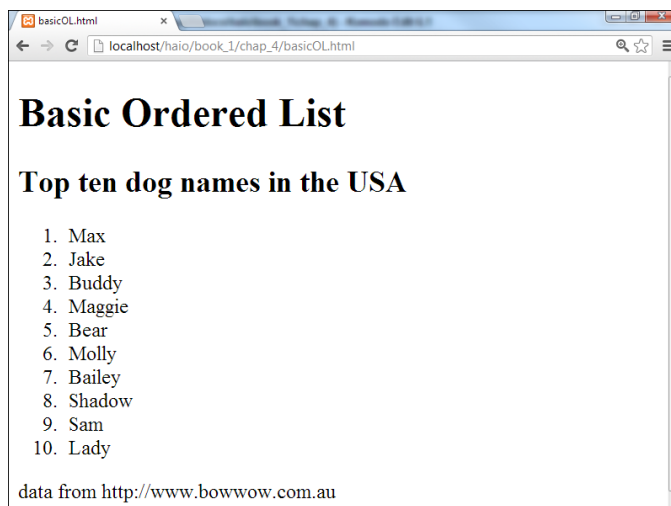 basicOL.html
localhost/haio/book_1/chap_4/basicOL.html
Basic Ordered List
Top ten dog names in the USA
1. Max
2. Jake
3. Buddy
4. Maggie
5. Bear
6. Molly
7. Bailey
8. Shadow
9. Sam
10. Lady
data from http://www.bowwow.com.au